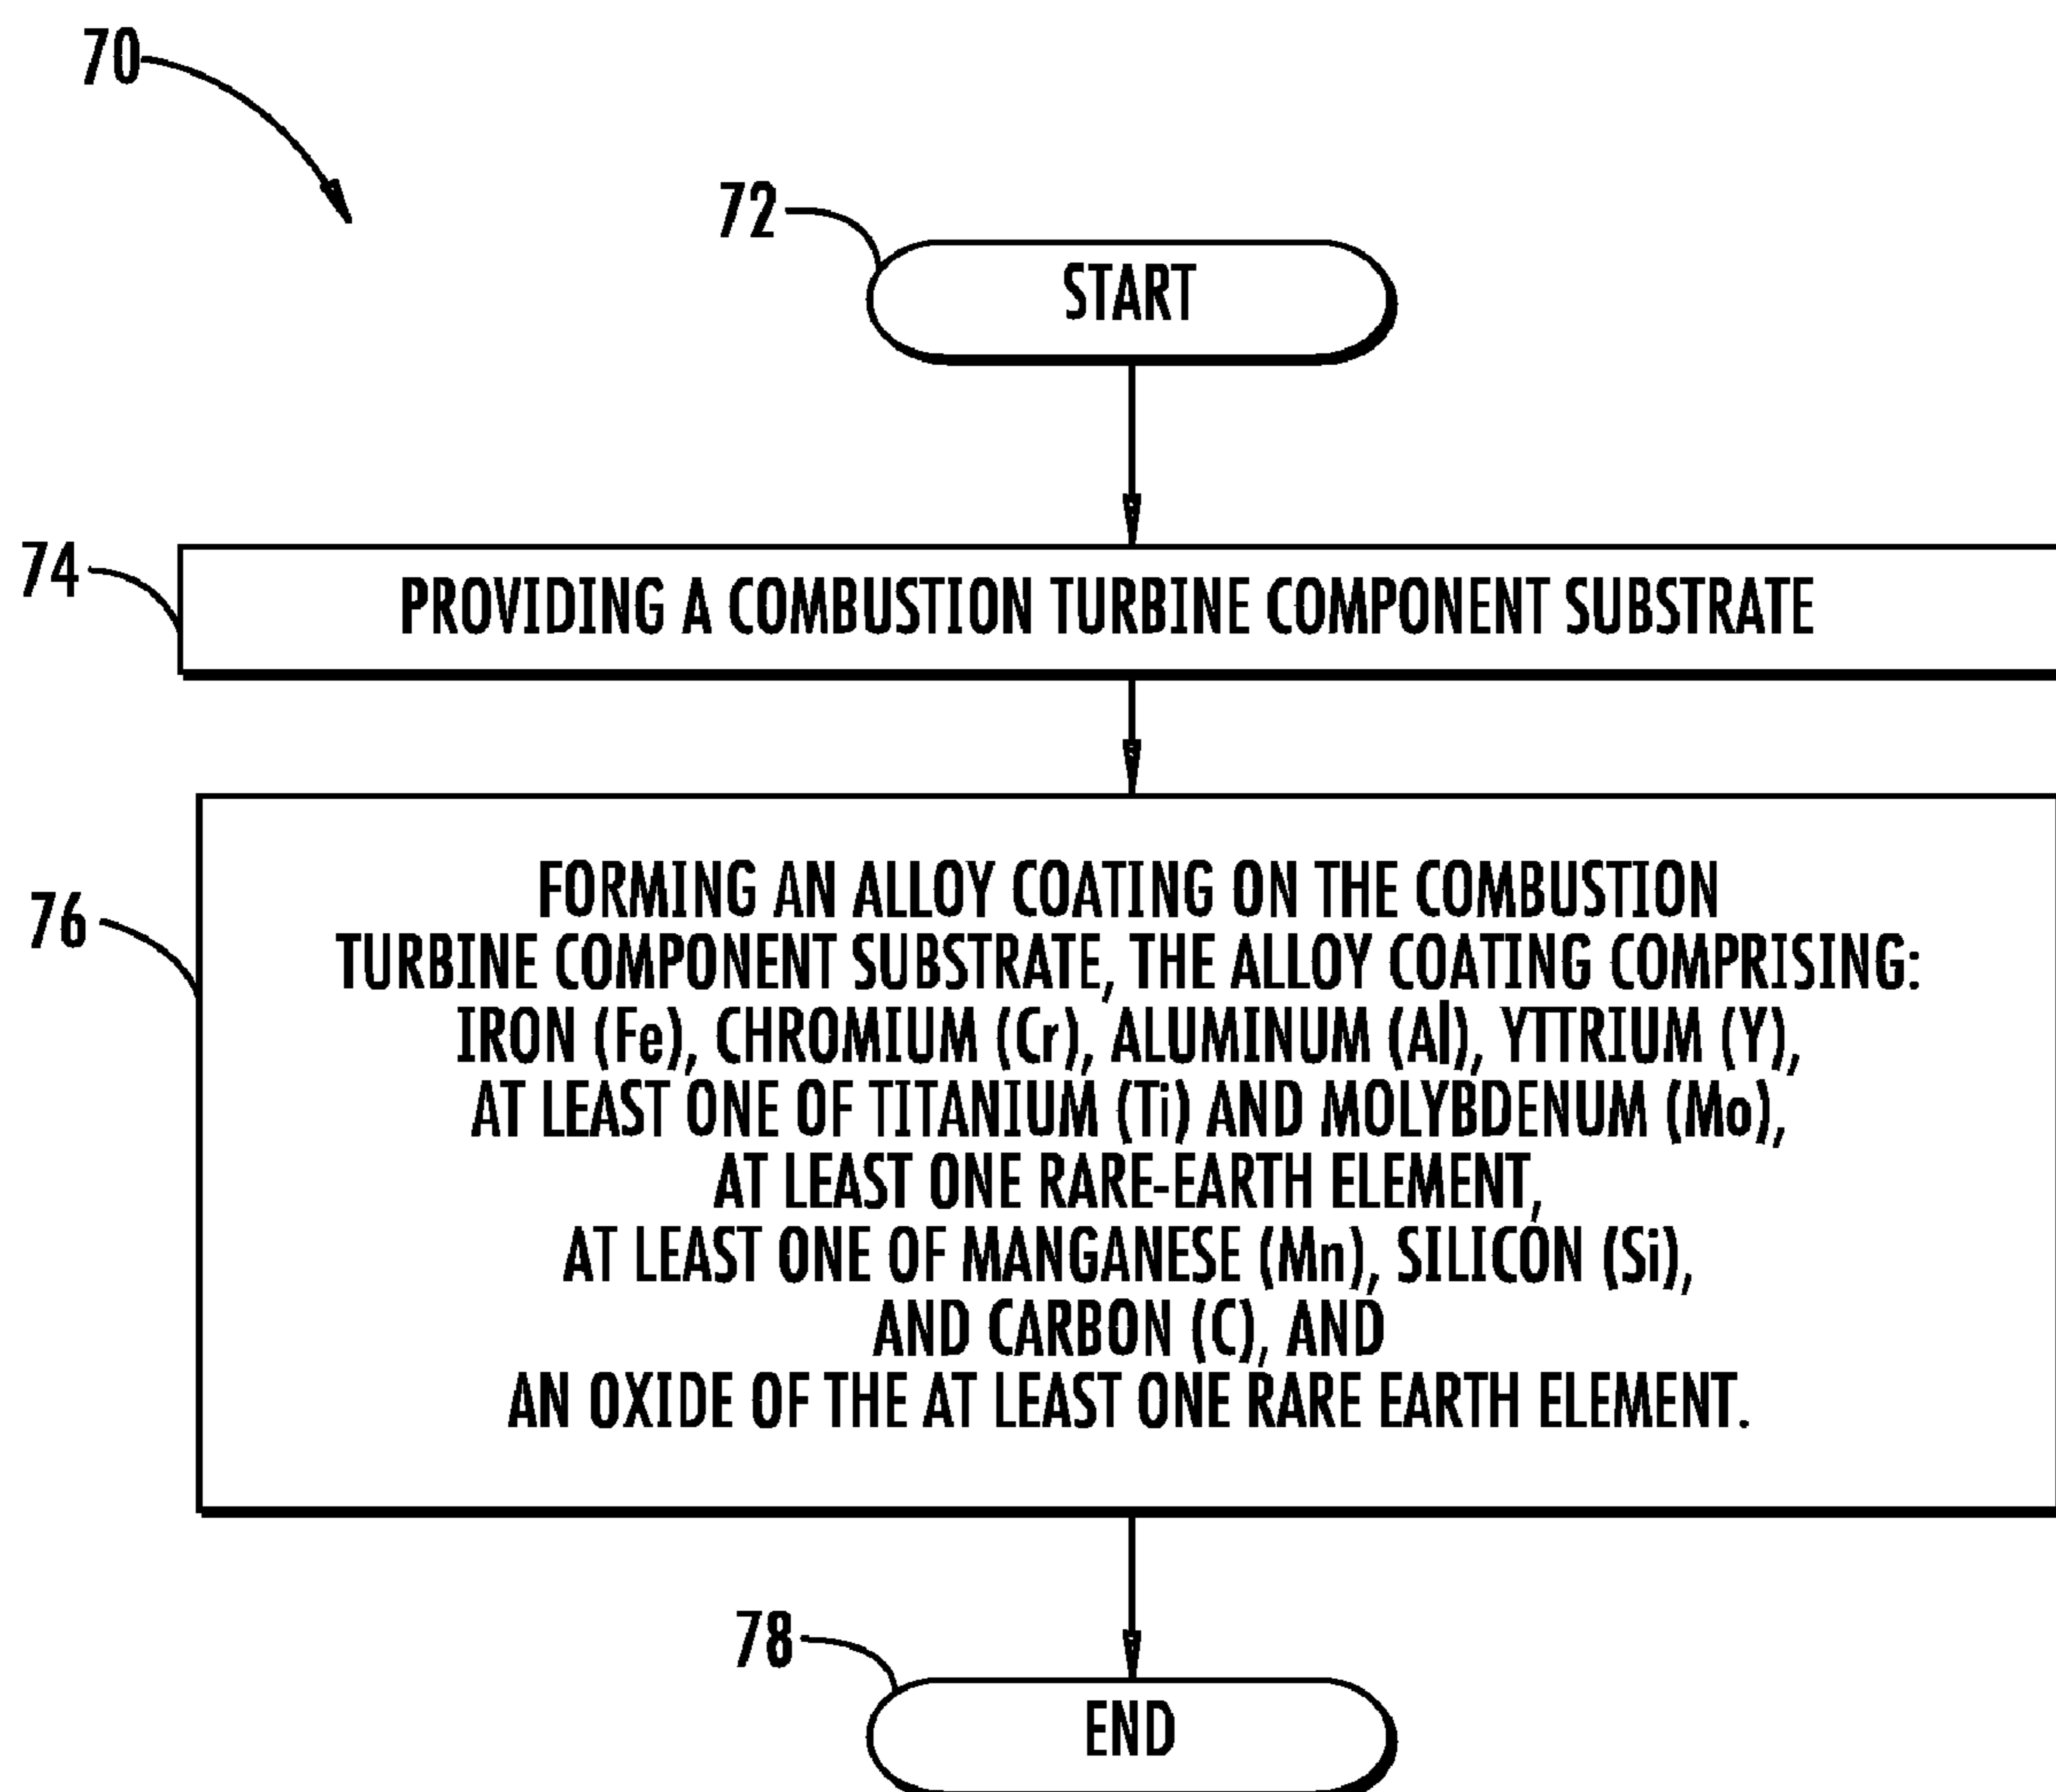 70
72
START
74
PROVIDING A COMBUSTION TURBINE COMPONENT SUBSTRATE
76
FORMING AN ALLOY COATING ON THE COMBUSTION
TURBINE COMPONENT SUBSTRATE, THE ALLOY COATING COMPRISING:
IRON (Fe), CHROMIUM (Cr), ALUMINUM (Al), YTTRIUM (Y),
AT LEAST ONE OF TITANIUM (Ti) AND MOLYBDENUM (Mo),
AT LEAST ONE RARE-EARTH ELEMENT,
AT LEAST ONE OF MANGANESE (Mn), SILICON (Si),
AND CARBON (C), AND
AN OXIDE OF THE AT LEAST ONE RARE EARTH ELEMENT.
78
END